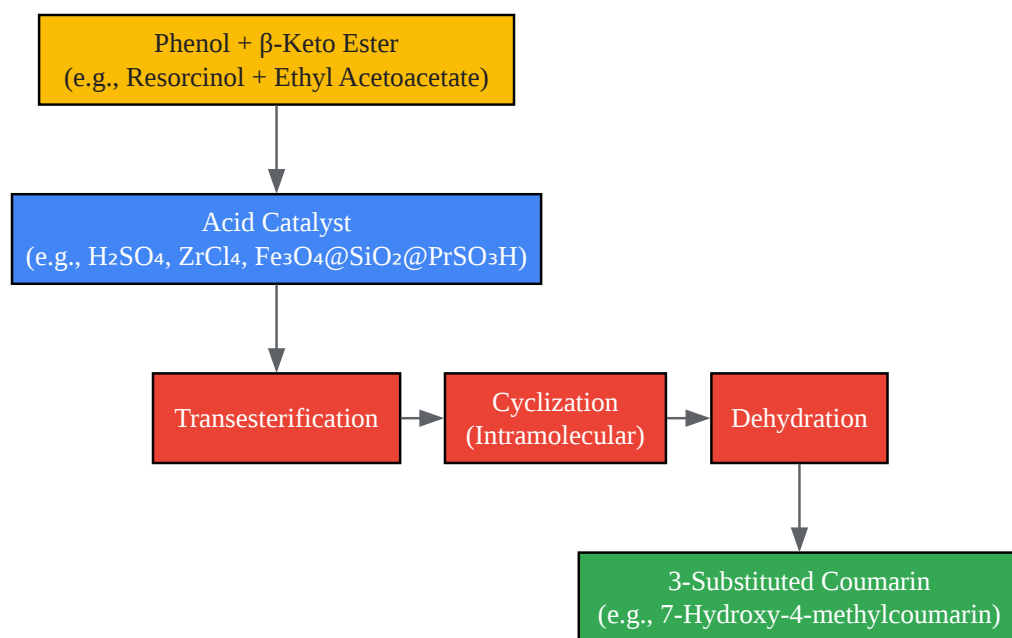 Phenol + β-Keto Ester
(e.g., Resorcinol + Ethyl Acetoacetate)
Acid Catalyst
(e.g., H₂SO₄, ZrCl₄, Fe₃O₄@SiO₂@PrSO₃H)
Transesterification
Cyclization
(Intramolecular)
Dehydration
3-Substituted Coumarin
(e.g., 7-Hydroxy-4-methylcoumarin)